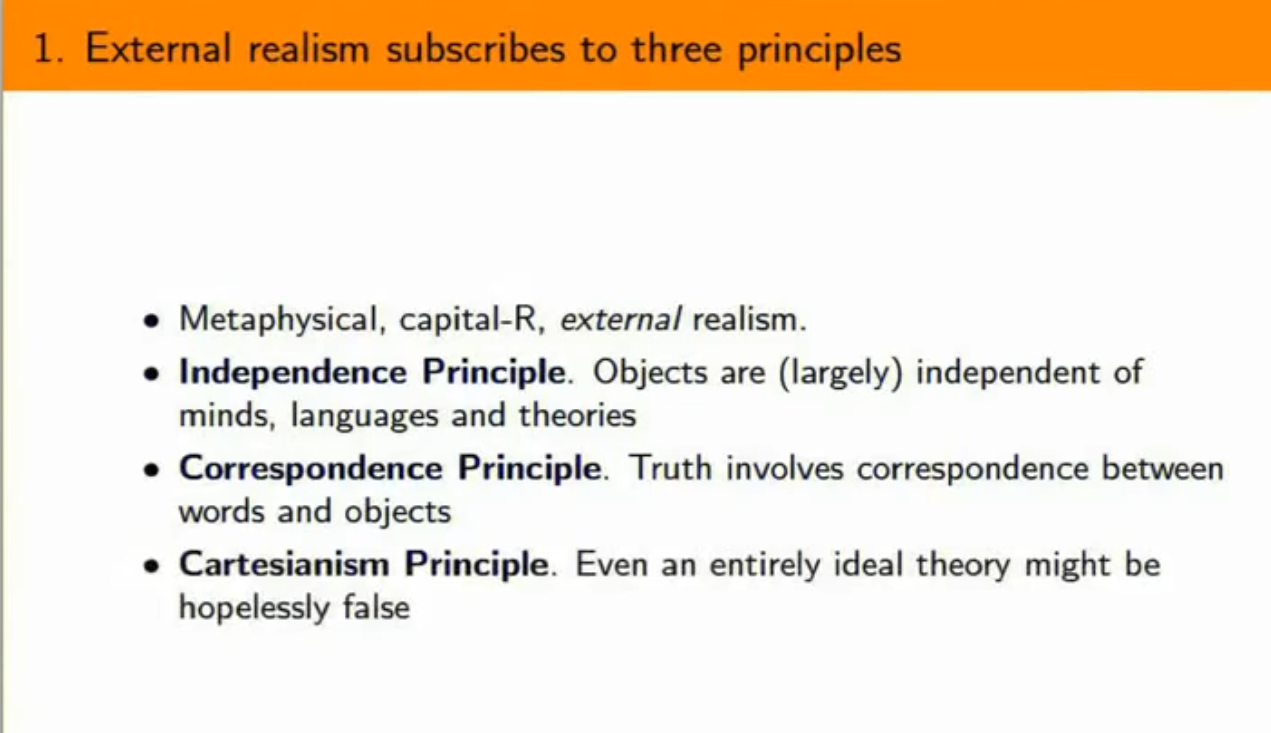 1. External realism subscribes to three principles
• Metaphysical, capital-R, external realism.
• Independence Principle. Objects are (largely) independent of
minds, languages and theories
• Correspondence Principle. Truth involves correspondence between
words and objects
• Cartesianism Principle. Even an entirely ideal theory might be
hopelessly false